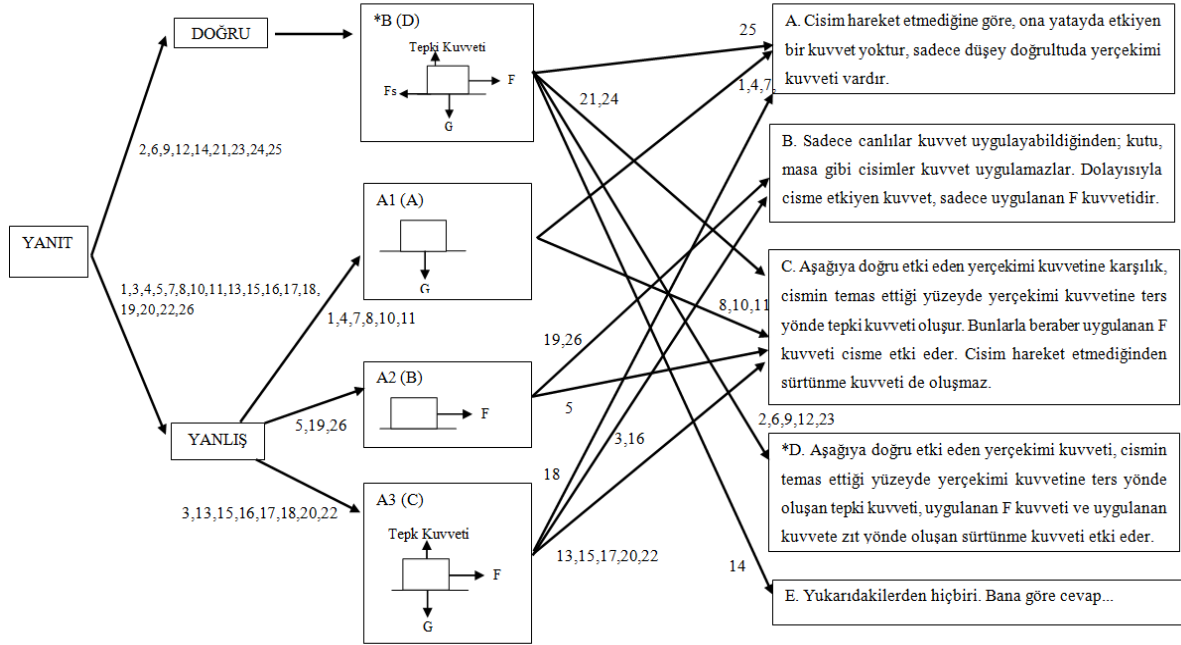 YANIT
DOĞRU
2,6,9,12,14,21,23,24,25
1,3,4,5,7,8,10,11,13,15,16,17,18,
19,20,22,26
YANLIŞ
1,4,7,8,10,11
5,19,26
3,13,15,16,17,18,20,22
*B (D)
Tepki Kuvveti
F
Fs
G
A1 (A)
G
A2 (B)
F
A3 (C)
Tepk Kuvveti
F
G
25
21,24
1,4,7,
8,10,11
19,26
5
2,6,9,12,23
3,16
18
13,15,17,20,22
14
A. Cisim hareket etmediğine göre, ona yatayda etkiyen
bir kuvvet yoktur, sadece düşey doğrultuda yerçekimi
kuvveti vardır.
B. Sadece canlılar kuvvet uygulayabildiğinden; kutu,
masa gibi cisimler kuvvet uygulamazlar. Dolayısıyla
cisme etkiyen kuvvet, sadece uygulanan F kuvvetidir.
C. Aşağıya doğru etki eden yerçekimi kuvvetine karşılık,
cismin temas ettiği yüzeyde yerçekimi kuvvetine ters
yönde tepki kuvveti oluşur. Bunlarla beraber uygulanan F
kuvveti cisme etki eder. Cisim hareket etmediğinden
sürtünme kuvveti de oluşmaz.
*D. Aşağıya doğru etki eden yerçekimi kuvveti, cismin
temas ettiği yüzeyde yerçekimi kuvvetine ters yönde
oluşan tepki kuvveti, uygulanan F kuvveti ve uygulanan
kuvvete zıt yönde oluşan sürtünme kuvveti etki eder.
E. Yukarıdakilerden hiçbiri. Bana göre cevap...